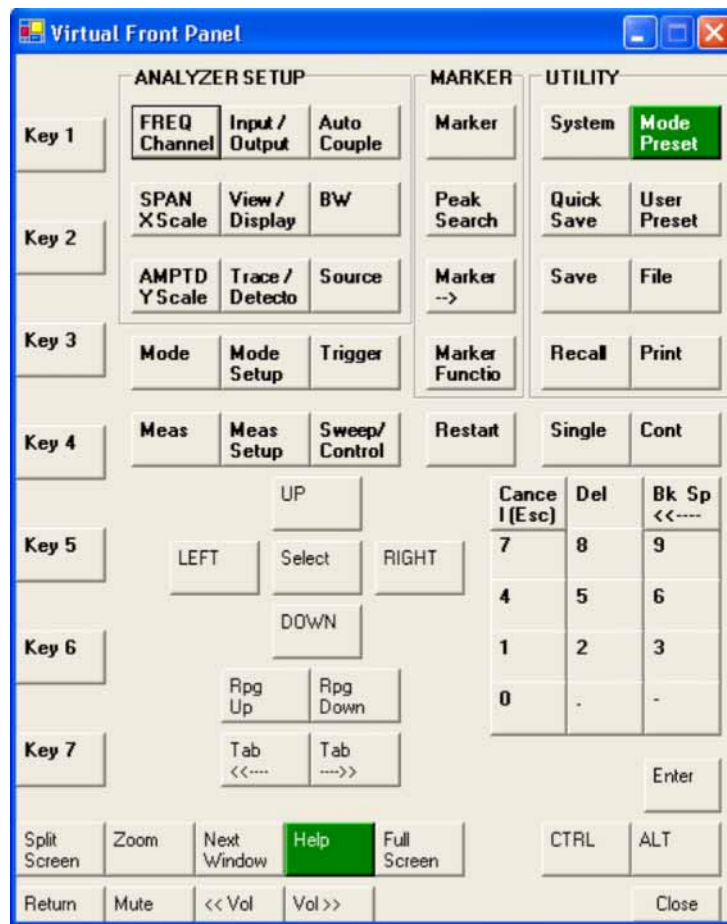 Virtual Front Panel
ANALYZER SETUP
MARKER
UTILITY
Key 1
FREQ Channel
Input / Output
Auto Couple
Marker
System
Mode Preset
Key 2
SPAN X Scale
View / Display
BW
Peak Search
Quick Save
User Preset
AMPTD Y Scale
Trace / Detecto
Source
Marker -->
Save
File
Key 3
Mode
Mode Setup
Trigger
Marker Functio
Recall
Print
Key 4
Meas
Meas Setup
Sweep/ Control
Restart
Single
Cont
UP
Cance l (Esc)
Del
Bk Sp <<----
Key 5
LEFT
Select
RIGHT
7
8
9
4
5
6
DOWN
Key 6
1
2
3
Rpg Up
Rpg Down
0
.
-
Key 7
Tab <<----
Tab ---->>
Enter
Split Screen
Zoom
Next Window
Help
Full Screen
CTRL
ALT
Return
Mute
<< Vol
Vol >>
Close